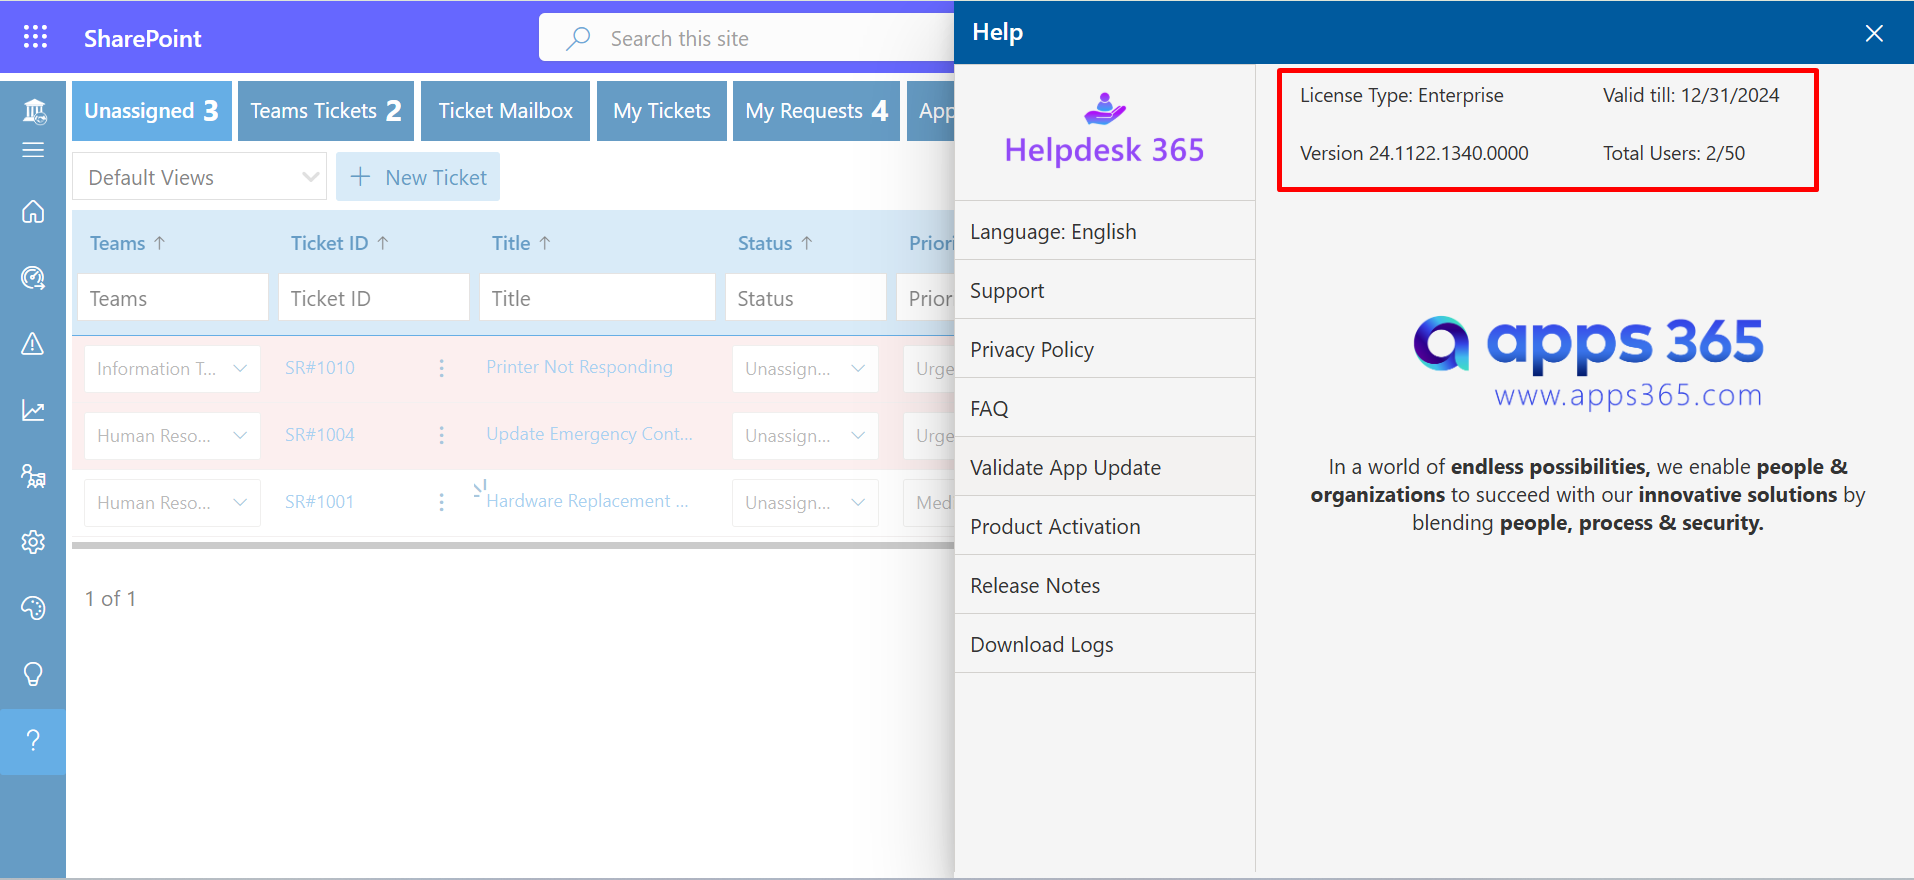 SharePoint
Search this site
Help
Unassigned 3
Teams Tickets 2
Ticket Mailbox
My Tickets
My Requests 4
App
Default Views
New Ticket
Teams
Ticket ID
Title
Status
Priori
Teams
Ticket ID
Title
Status
Prior
Information T...
SR#1010
Printer Not Responding
Unassign...
Urge
Human Reso...
SR#1004
Update Emergency Cont...
Unassign...
Urge
Human Reso...
SR#1001
Hardware Replacement ...
Unassign...
Med
1 of 1
Helpdesk 365
Language: English
Support
Privacy Policy
FAQ
Validate App Update
Product Activation
Release Notes
Download Logs
License Type: Enterprise
Valid till: 12/31/2024
Version 24.1122.1340.0000
Total Users: 2/50
apps 365
www.apps365.com
In a world of endless possibilities, we enable people &
organizations to succeed with our innovative solutions by
blending people, process & security.